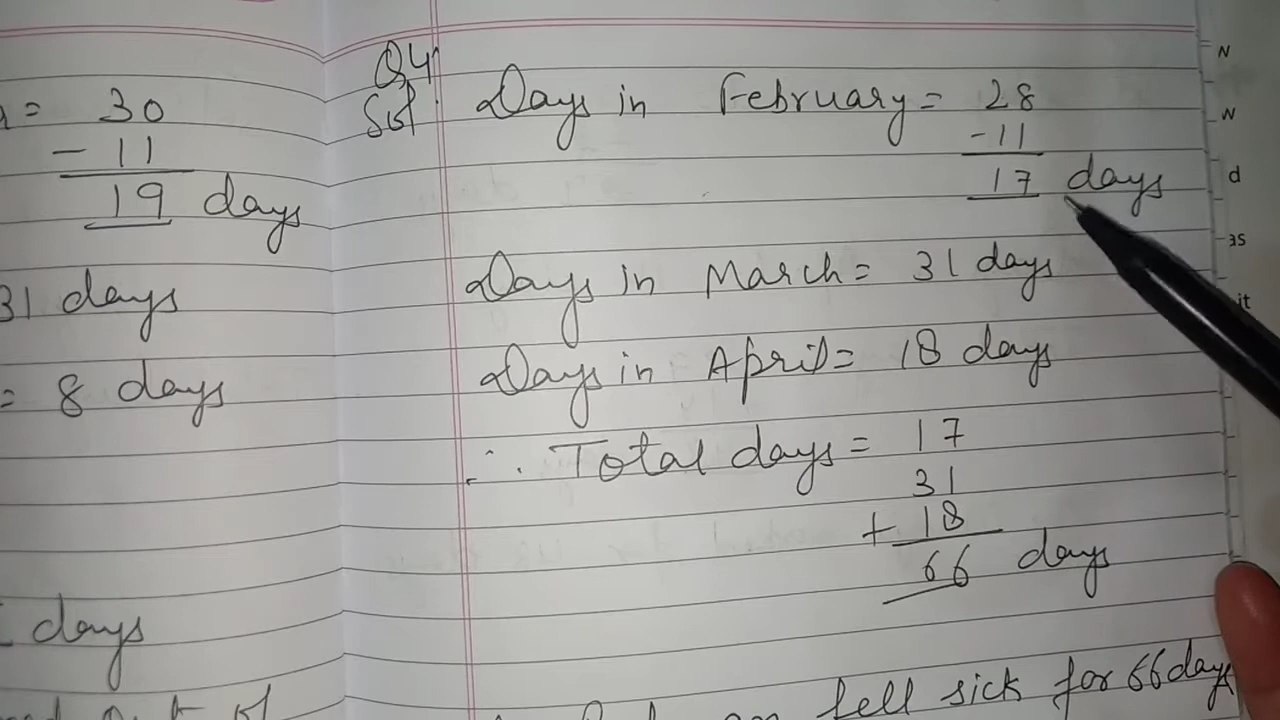 = 30
- 11
19 days
31 days
= 8 days
days
Q4
Sol
Days in February = 28
-11
17 days
Days in March = 31 days
Days in April = 18 days
∴ Total days = 17
31
+ 18
66 days
fell sick for 66 days
N
N
d
as
it